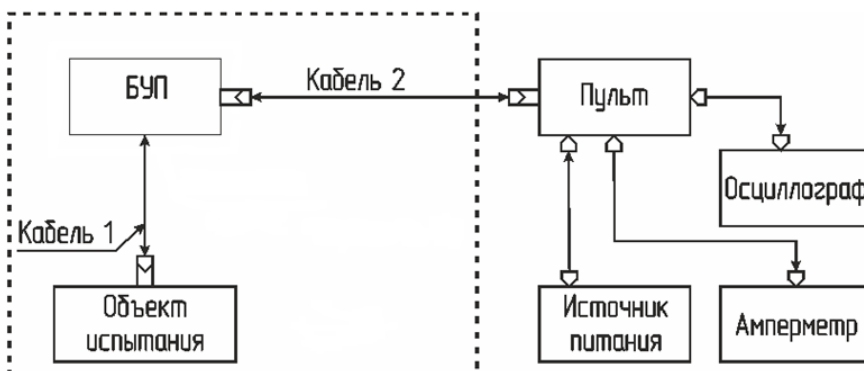 БУП
Кабель 2
Пульт
Осциллограф
Кабель 1
Объект
испытания
Источник
питания
Амперметр